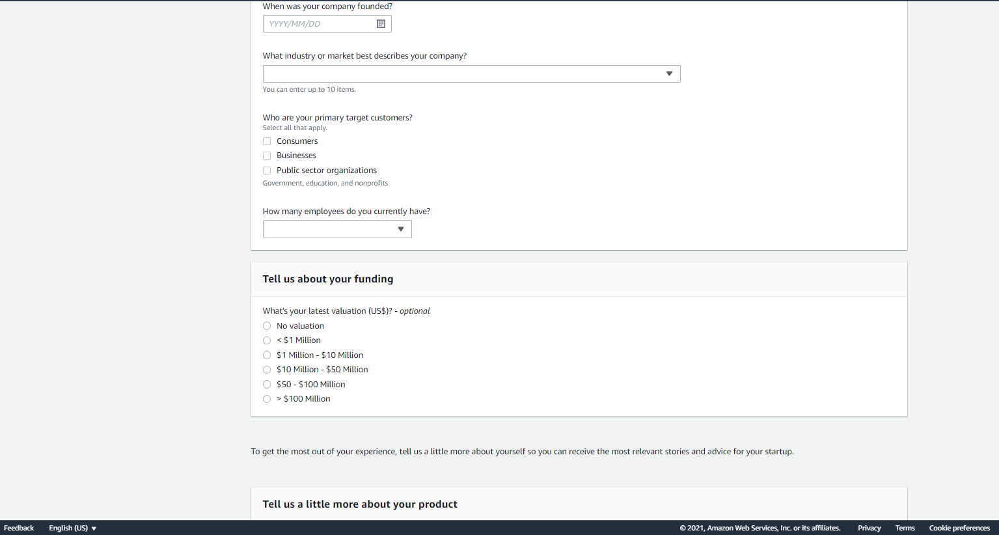 When was your company founded?
YYYY/MM/DD
What industry or market best describes your company?
You can enter up to 10 items.
Who are your primary target customers?
Select all that apply.
Consumers
Businesses
Public sector organizations
Government, education, and nonprofits
How many employees do you currently have?
Tell us about your funding
What's your latest valuation (US$)? - optional
No valuation
< $1 Million
$1 Million - $10 Million
$10 Million - $50 Million
$50 - $100 Million
> $100 Million
To get the most out of your experience, tell us a little more about yourself so you can receive the most relevant stories and advice for your startup.
Tell us a little more about your product
Feedback English (US) © 2021, Amazon Web Services, Inc. or its affiliates. Privacy Terms Cookie preferences